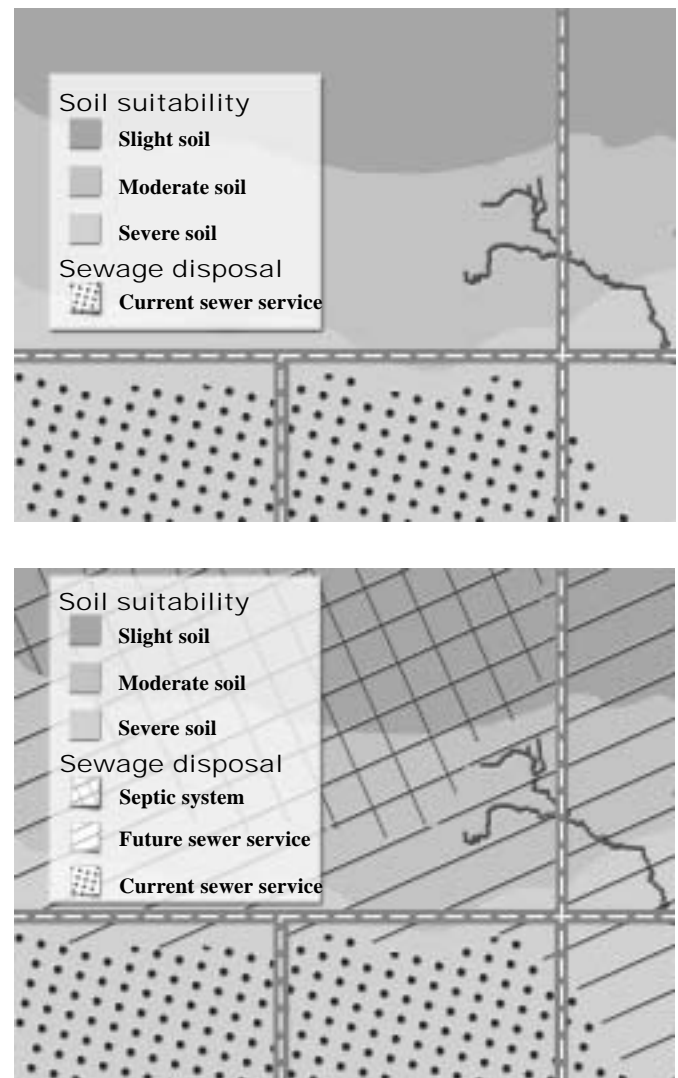 Soil suitability
Slight soil
Moderate soil
Severe soil
Sewage disposal
Current sewer service
Soil suitability
Slight soil
Moderate soil
Severe soil
Sewage disposal
Septic system
Future sewer service
Current sewer service